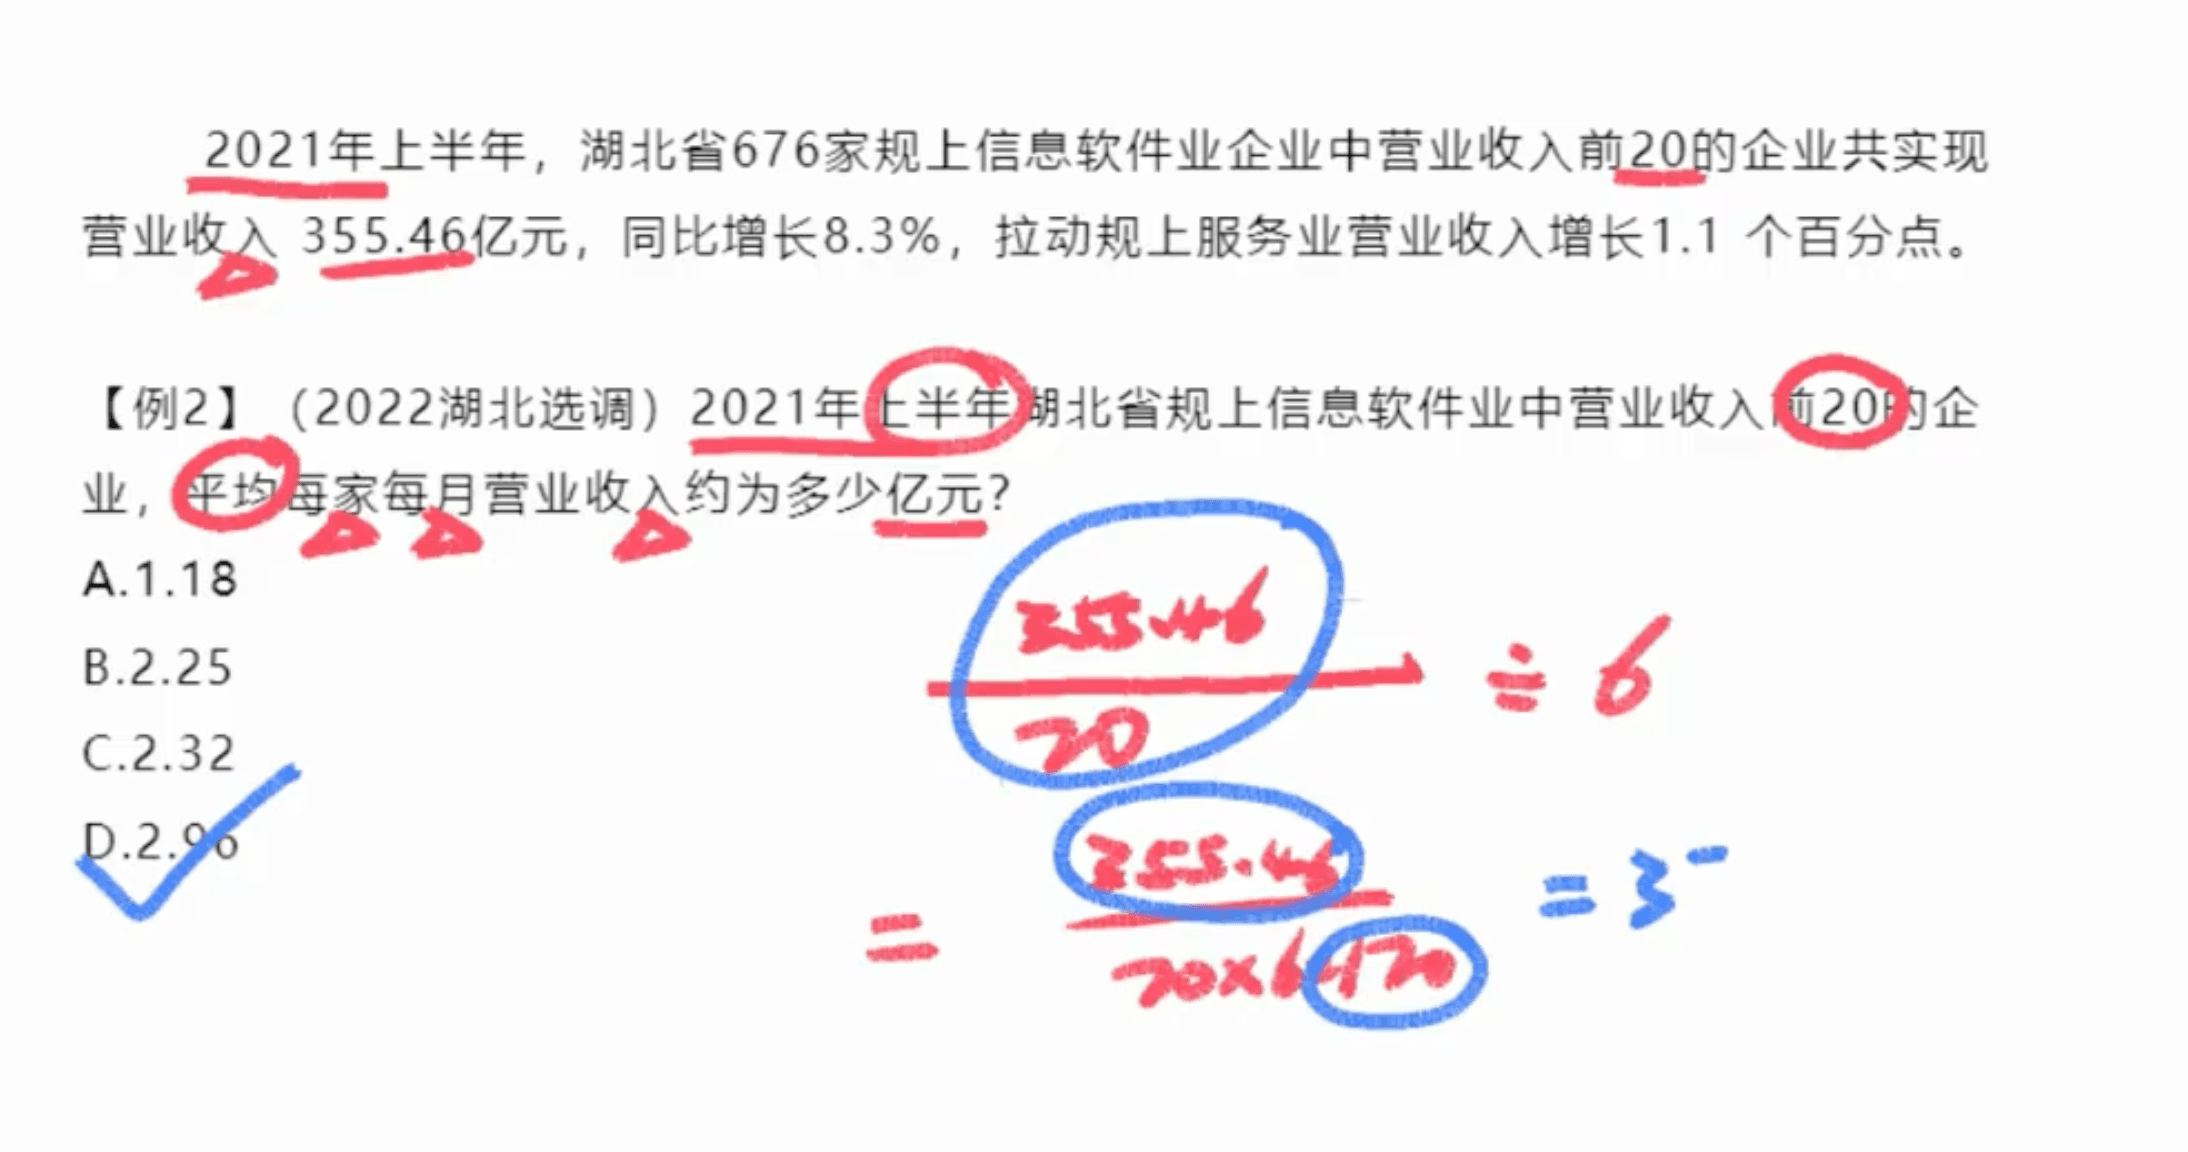 2021年上半年，湖北省676家规上信息软件业企业中营业收入前20的企业共实现
营业收入 355.46亿元，同比增长8.3%，拉动规上服务业营业收入增长1.1 个百分点。
【例2】（2022湖北选调）2021年上半年湖北省规上信息软件业中营业收入前20的企
业，平均每家每月营业收入约为多少亿元？
A.1.18
B.2.25
C.2.32
D.2.96
355.46
÷ 6
20
355.46
= 3⁻
=
20×6 120